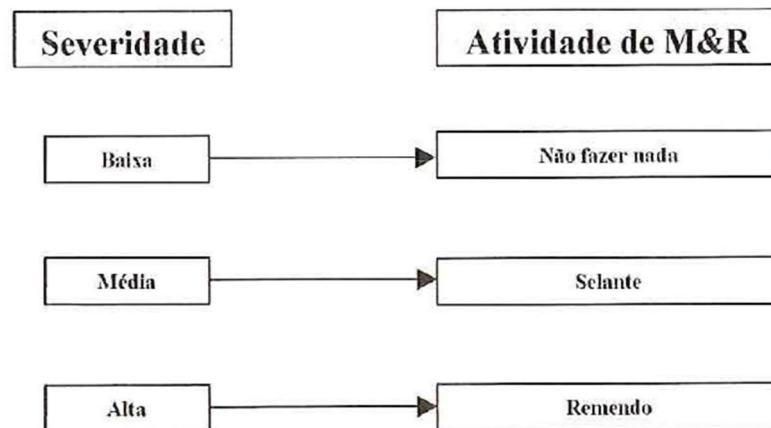 Severidade Atividade de M&R
Baixa Não fazer nada
Média Selante
Alta Remendo